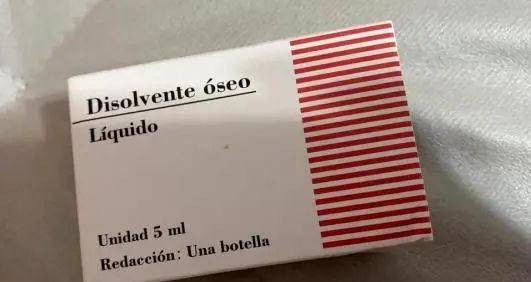 Disolvente óseo
Líquido
Unidad 5 ml
Redacción: Una botella